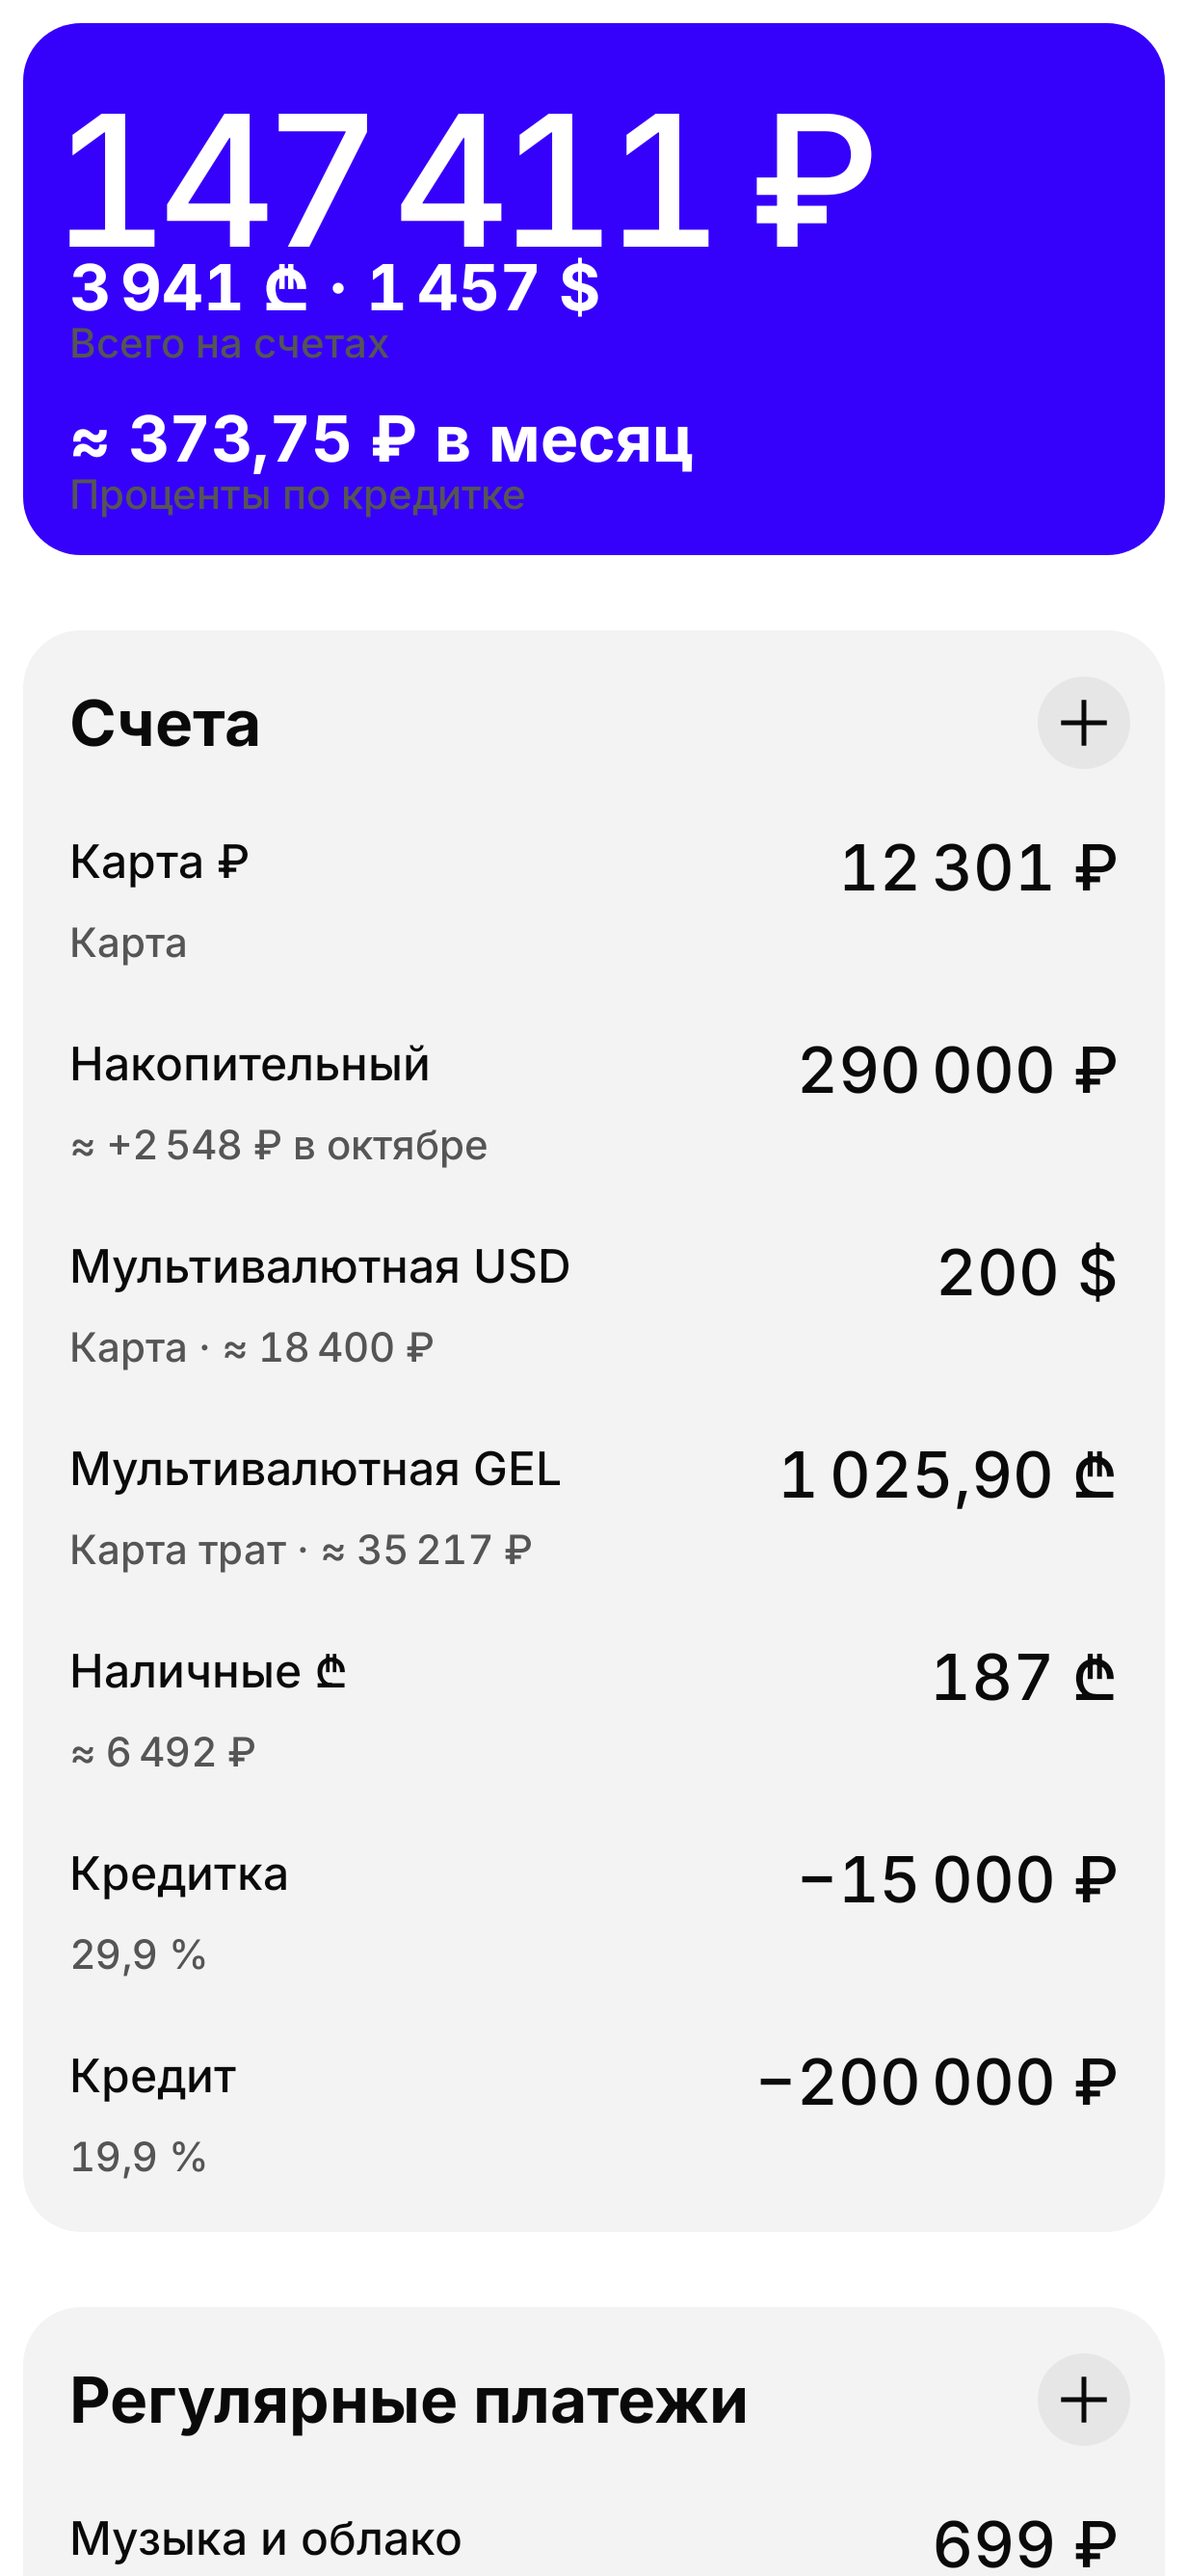 147 411 ₽
3 941 ₾ · 1 457 $
Всего на счетах
≈ 373,75 ₽ в месяц
Проценты по кредитке
Счета
Карта ₽
12 301 ₽
Карта
Накопительный
290 000 ₽
≈ +2 548 ₽ в октябре
Мультивалютная USD
200 $
Карта · ≈ 18 400 ₽
Мультивалютная GEL
1 025,90 ₾
Карта трат · ≈ 35 217 ₽
Наличные ₾
187 ₾
≈ 6 492 ₽
Кредитка
−15 000 ₽
29,9 %
Кредит
−200 000 ₽
19,9 %
Регулярные платежи
Музыка и облако
699 ₽